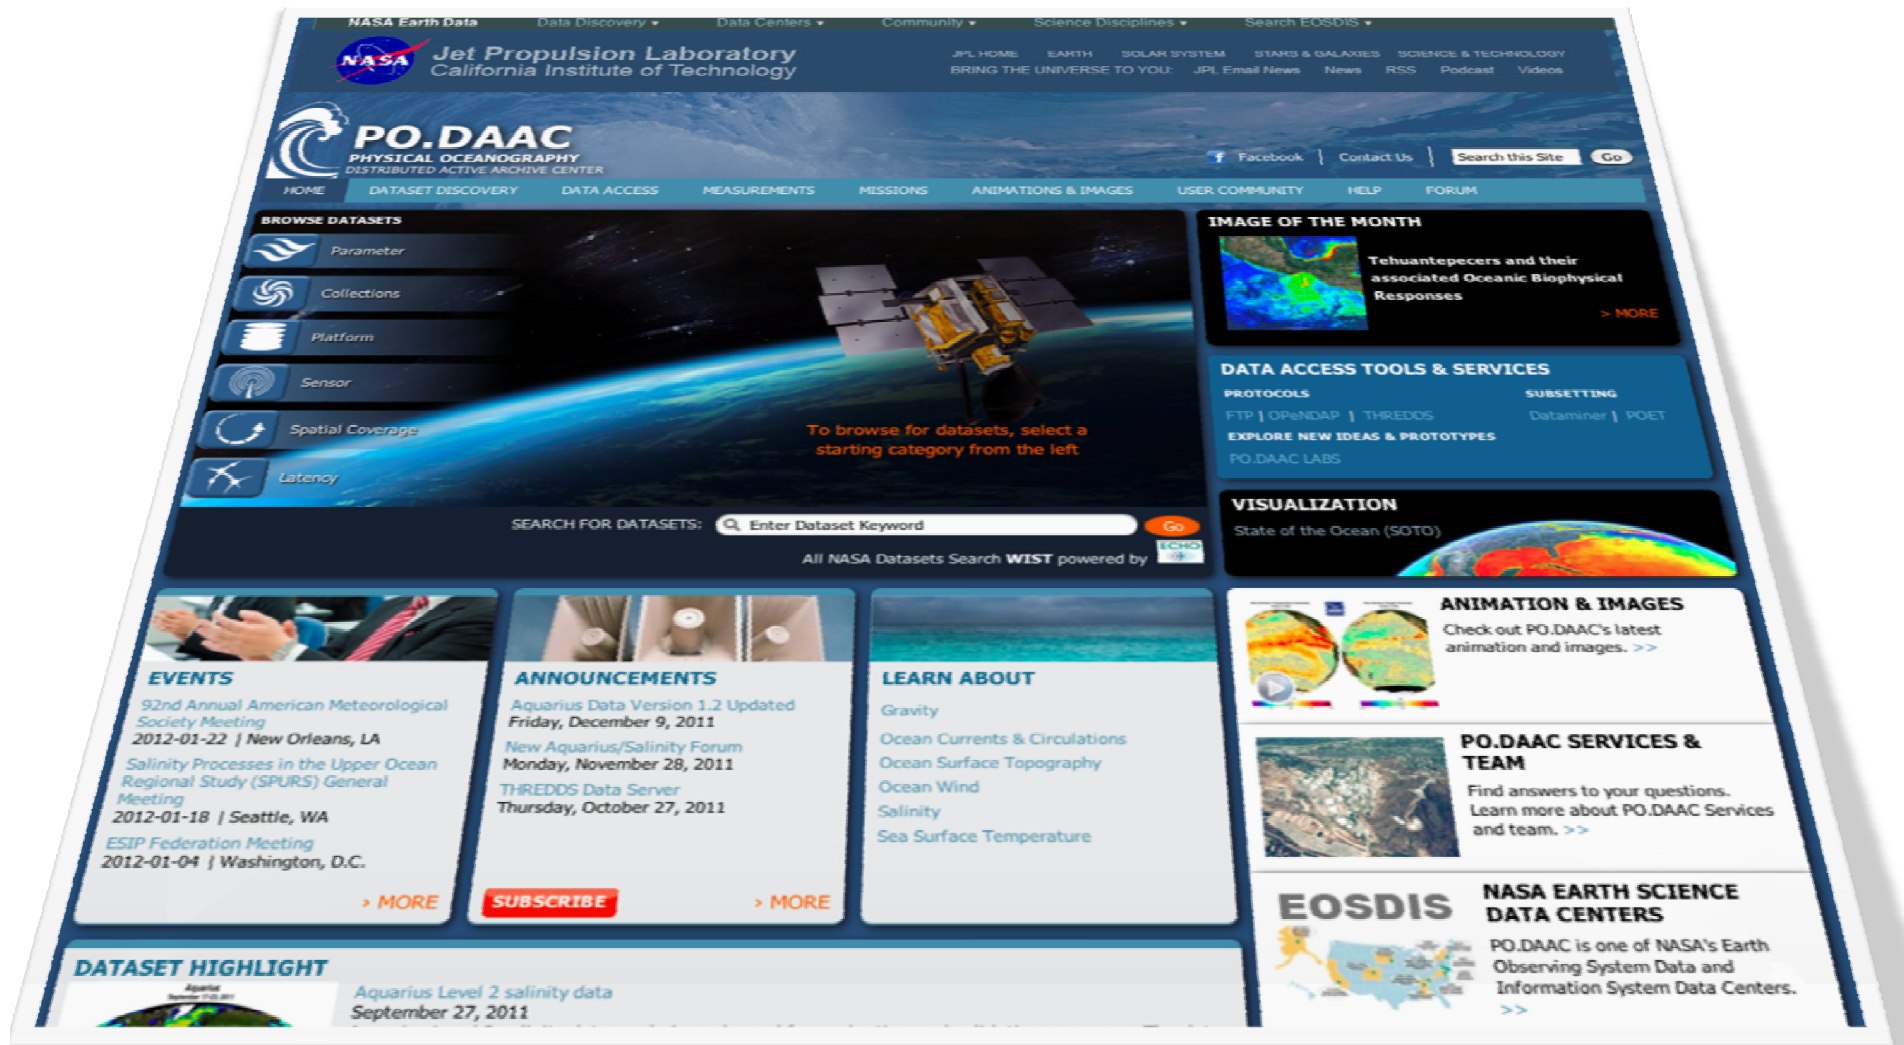 NASA Earth Data Data Discovery Data Centers Community Science Disciplines Search EOSDIS
NASA
Jet Propulsion Laboratory
California Institute of Technology
JPL HOME EARTH SOLAR SYSTEM STARS & GALAXIES SCIENCE & TECHNOLOGY
BRING THE UNIVERSE TO YOU: JPL Email News News RSS Podcast Videos
PO.DAAC
PHYSICAL OCEANOGRAPHY
DISTRIBUTED ACTIVE ARCHIVE CENTER
Facebook | Contact Us | Search this Site Go
HOME DATASET DISCOVERY DATA ACCESS MEASUREMENTS MISSIONS ANIMATIONS & IMAGES USER COMMUNITY HELP FORUM
BROWSE DATASETS
Parameter
Collections
Platform
Sensor
Spatial Coverage
Latency
To browse for datasets, select a
starting category from the left
SEARCH FOR DATASETS: Enter Dataset Keyword Go
All NASA Datasets Search WIST powered by ECHO
IMAGE OF THE MONTH
Tehuantepecers and their
associated Oceanic Biophysical
Responses
> MORE
DATA ACCESS TOOLS & SERVICES
PROTOCOLS SUBSETTING
FTP | OPeNDAP | THREDDS Dataminer | POET
EXPLORE NEW IDEAS & PROTOTYPES
PO.DAAC LABS
VISUALIZATION
State of the Ocean (SOTO)
EVENTS
92nd Annual American Meteorological
Society Meeting
2012-01-22 | New Orleans, LA
Salinity Processes in the Upper Ocean
Regional Study (SPURS) General
Meeting
2012-01-18 | Seattle, WA
ESIP Federation Meeting
2012-01-04 | Washington, D.C.
> MORE
ANNOUNCEMENTS
Aquarius Data Version 1.2 Updated
Friday, December 9, 2011
New Aquarius/Salinity Forum
Monday, November 28, 2011
THREDDS Data Server
Thursday, October 27, 2011
SUBSCRIBE > MORE
LEARN ABOUT
Gravity
Ocean Currents & Circulations
Ocean Surface Topography
Ocean Wind
Salinity
Sea Surface Temperature
ANIMATION & IMAGES
Check out PO.DAAC's latest
animation and images. >>
PO.DAAC SERVICES &
TEAM
Find answers to your questions.
Learn more about PO.DAAC Services
and team. >>
EOSDIS
NASA EARTH SCIENCE
DATA CENTERS
PO.DAAC is one of NASA's Earth
Observing System Data and
Information System Data Centers.
>>
DATASET HIGHLIGHT
Aquarius
Aquarius Level 2 salinity data
September 27, 2011